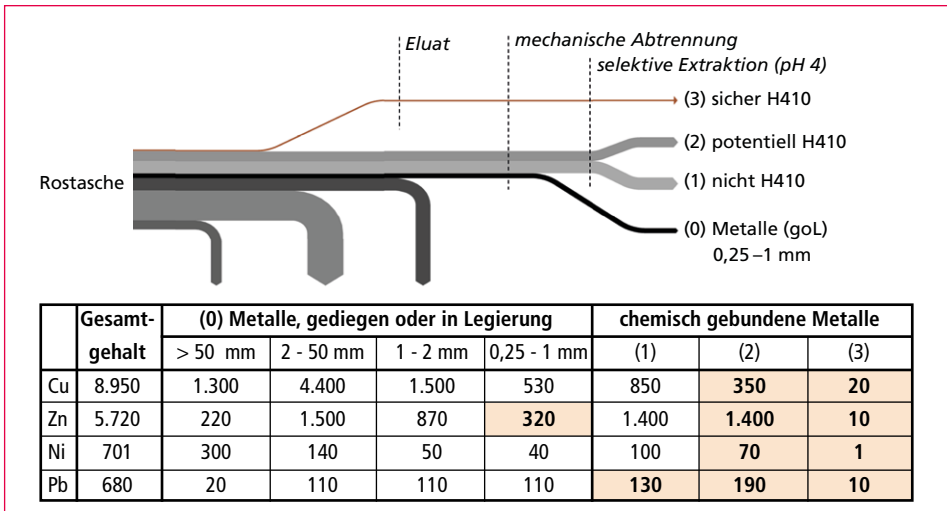 Eluat
mechanische Abtrennung
selektive Extraktion (pH 4)
(3) sicher H410
(2) potentiell H410
Rostasche
(1) nicht H410
(0) Metalle (goL)
0,25 – 1 mm
Gesamt- (0) Metalle, gediegen oder in Legierung chemisch gebundene Metalle
gehalt > 50 mm 2 - 50 mm 1 - 2 mm 0,25 - 1 mm (1) (2) (3)
Cu 8.950 1.300 4.400 1.500 530 850 350 20
Zn 5.720 220 1.500 870 320 1.400 1.400 10
Ni 701 300 140 50 40 100 70 1
Pb 680 20 110 110 110 130 190 10